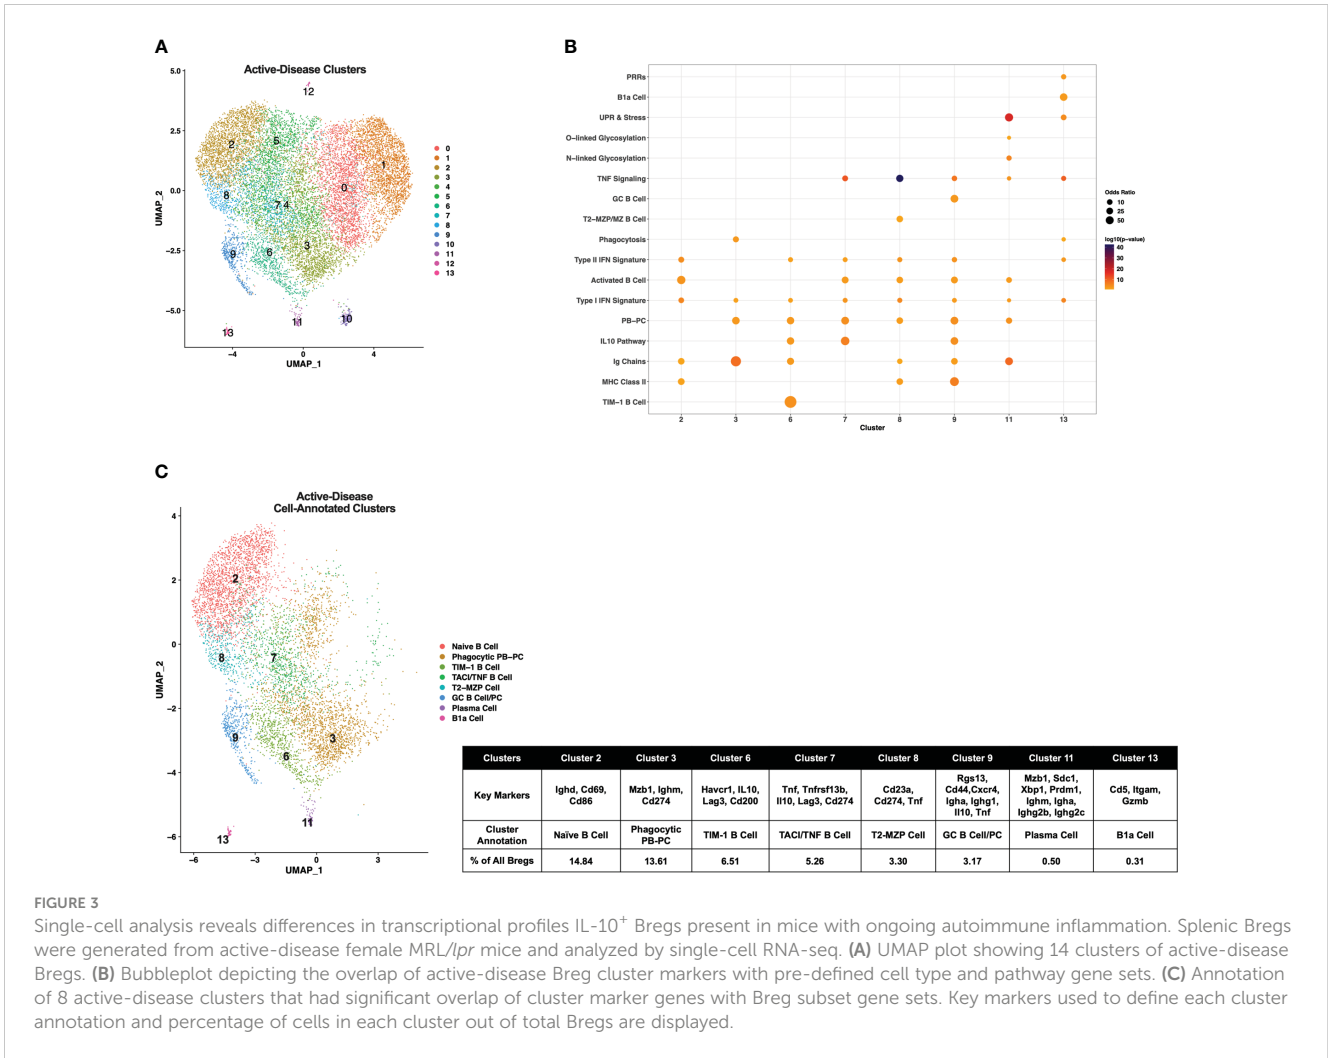 A
Active-Disease Clusters
5.0
2.5
0.0
−2.5
−5.0
UMAP_2
−4
0
4
UMAP_1
12
2
5
1
0
8
7 4
3
9
6
11
10
13
0
1
2
3
4
5
6
7
8
9
10
11
12
13
B
PRRs
B1a Cell
UPR & Stress
O−linked Glycosylation
N−linked Glycosylation
TNF Signaling
GC B Cell
T2−MZP/MZ B Cell
Phagocytosis
Type II IFN Signature
Activated B Cell
Type I IFN Signature
PB−PC
IL10 Pathway
Ig Chains
MHC Class II
TIM−1 B Cell
2
3
6
7
8
9
11
13
Cluster
Odds Ratio
10
25
50
log10(p−value)
40
30
20
10
C
Active-Disease
Cell-Annotated Clusters
4
2
0
−2
−4
−6
UMAP_2
−6
−3
0
3
UMAP_1
2
8
7
9
3
6
11
13
Naive B Cell
Phagocytic PB−PC
TIM−1 B Cell
TACI/TNF B Cell
T2−MZP Cell
GC B Cell/PC
Plasma Cell
B1a Cell
Clusters Cluster 2 Cluster 3 Cluster 6 Cluster 7 Cluster 8 Cluster 9 Cluster 11 Cluster 13
Key Markers
Ighd, Cd69,
Cd86
Mzb1, Ighm,
Cd274
Havcr1, IL10,
Lag3, Cd200
Tnf, Tnfrsf13b,
Il10, Lag3, Cd274
Cd23a,
Cd274, Tnf
Rgs13,
Cd44,Cxcr4,
Igha, Ighg1,
Il10, Tnf
Mzb1, Sdc1,
Xbp1, Prdm1,
Ighm, Igha,
Ighg2b, Ighg2c
Cd5, Itgam,
Gzmb
Cluster
Annotation
Naïve B Cell
Phagocytic
PB-PC
TIM-1 B Cell
TACI/TNF B Cell
T2-MZP Cell
GC B Cell/PC
Plasma Cell
B1a Cell
% of All Bregs 14.84 13.61 6.51 5.26 3.30 3.17 0.50 0.31
FIGURE 3
Single-cell analysis reveals differences in transcriptional profiles IL-10⁺ Bregs present in mice with ongoing autoimmune inflammation. Splenic Bregs
were generated from active-disease female MRL/lpr mice and analyzed by single-cell RNA-seq. (A) UMAP plot showing 14 clusters of active-disease
Bregs. (B) Bubbleplot depicting the overlap of active-disease Breg cluster markers with pre-defined cell type and pathway gene sets. (C) Annotation
of 8 active-disease clusters that had significant overlap of cluster marker genes with Breg subset gene sets. Key markers used to define each cluster
annotation and percentage of cells in each cluster out of total Bregs are displayed.